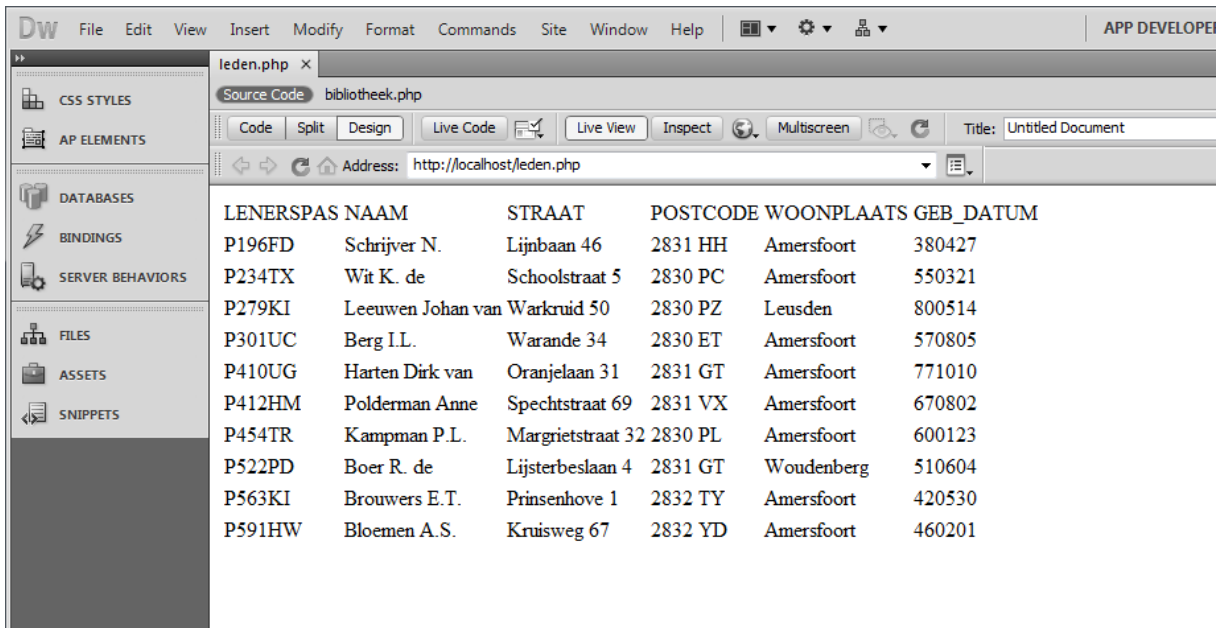 Dw File Edit View Insert Modify Format Commands Site Window Help APP DEVELOPER
leden.php ×
Source Code bibliotheek.php
Code Split Design Live Code Live View Inspect Multiscreen Title: Untitled Document
Address: http://localhost/leden.php
CSS STYLES
AP ELEMENTS
DATABASES
BINDINGS
SERVER BEHAVIORS
FILES
ASSETS
SNIPPETS
LENERSPAS NAAM STRAAT POSTCODE WOONPLAATS GEB_DATUM
P196FD Schrijver N. Lijnbaan 46 2831 HH Amersfoort 380427
P234TX Wit K. de Schoolstraat 5 2830 PC Amersfoort 550321
P279KI Leeuwen Johan van Warkruid 50 2830 PZ Leusden 800514
P301UC Berg I.L. Warande 34 2830 ET Amersfoort 570805
P410UG Harten Dirk van Oranjelaan 31 2831 GT Amersfoort 771010
P412HM Polderman Anne Spechtstraat 69 2831 VX Amersfoort 670802
P454TR Kampman P.L. Margrietstraat 32 2830 PL Amersfoort 600123
P522PD Boer R. de Lijsterbeslaan 4 2831 GT Woudenberg 510604
P563KI Brouwers E.T. Prinsenhove 1 2832 TY Amersfoort 420530
P591HW Bloemen A.S. Kruisweg 67 2832 YD Amersfoort 460201